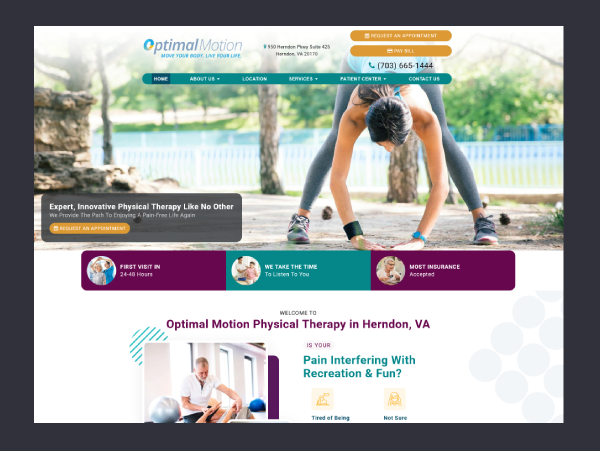 OptimalMotion
MOVE YOUR BODY. LIVE YOUR LIFE.
950 Herndon Pkwy Suite 425
Herndon, VA 20170
REQUEST AN APPOINTMENT
PAY BILL
(703) 665-1444
HOME ABOUT US LOCATION SERVICES PATIENT CENTER CONTACT US
Expert, Innovative Physical Therapy Like No Other
We Provide The Path To Enjoying A Pain-Free Life Again
REQUEST AN APPOINTMENT
FIRST VISIT IN
24-48 Hours
WE TAKE THE TIME
To Listen To You
MOST INSURANCE
Accepted
WELCOME TO
Optimal Motion Physical Therapy in Herndon, VA
IS YOUR
Pain Interfering With
Recreation & Fun?
Tired of Being
Not Sure